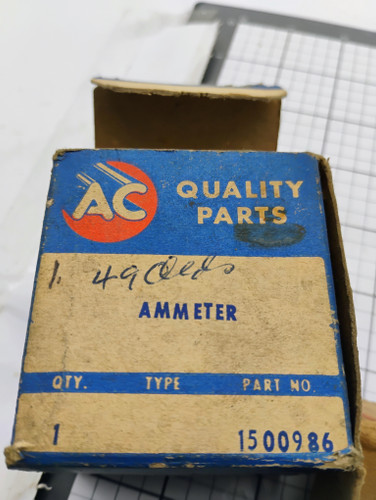 AC
QUALITY
PARTS
1. 49 Olds
AMMETER
QTY. TYPE PART NO.
1 1500986